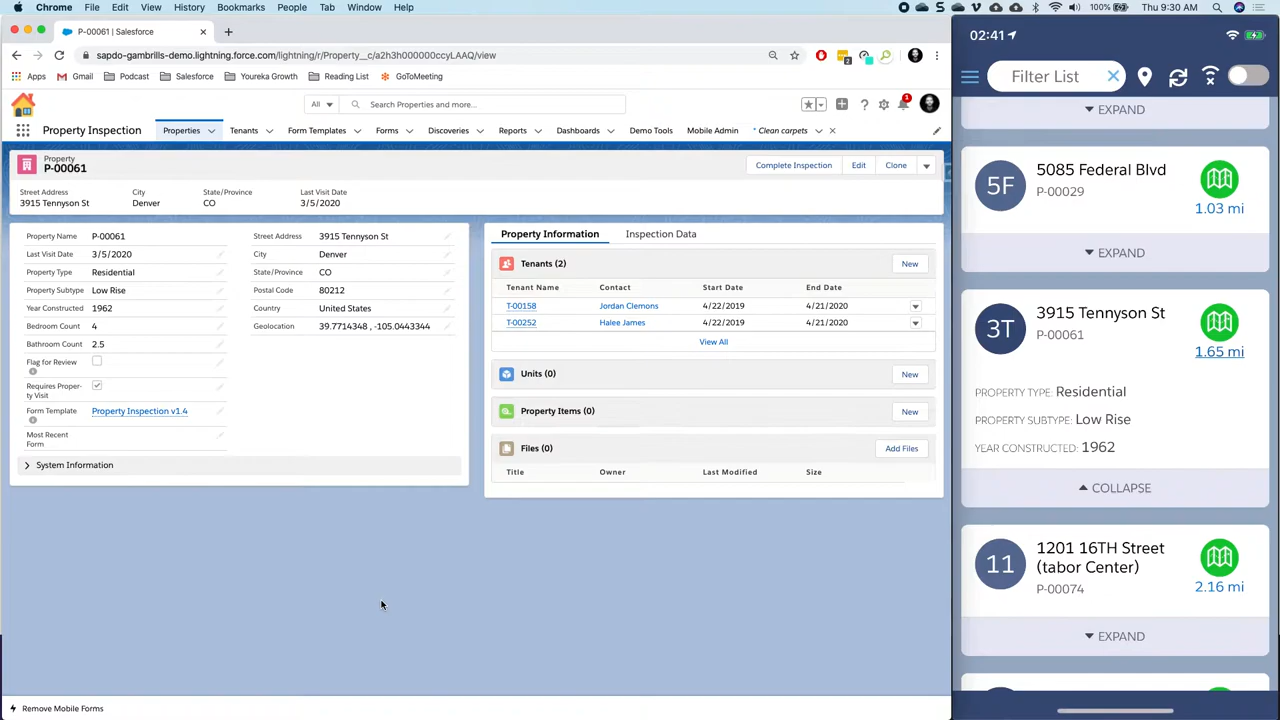 Chrome File Edit View History Bookmarks People Tab Window Help 100% Thu 9:30 AM
P-00061 | Salesforce
sapdo-gambrills-demo.lightning.force.com/lightning/r/Property__c/a2h3h000000ccyLAAQ/view
Apps Gmail Podcast Salesforce Youreka Growth Reading List GoToMeeting
All Search Properties and more...
Property Inspection Properties Tenants Form Templates Forms Discoveries Reports Dashboards Demo Tools Mobile Admin * Clean carpets
Property
P-00061
Complete Inspection Edit Clone
Street Address City State/Province Last Visit Date
3915 Tennyson St Denver CO 3/5/2020
Property Name P-00061 Street Address 3915 Tennyson St
Last Visit Date 3/5/2020 City Denver
Property Type Residential State/Province CO
Property Subtype Low Rise Postal Code 80212
Year Constructed 1962 Country United States
Bedroom Count 4 Geolocation 39.7714348 , -105.0443344
Bathroom Count 2.5
Flag for Review
Requires Proper-
ty Visit
Form Template Property Inspection v1.4
Most Recent
Form
System Information
Property Information Inspection Data
Tenants (2) New
Tenant Name Contact Start Date End Date
T-00158 Jordan Clemons 4/22/2019 4/21/2020
T-00252 Halee James 4/22/2019 4/21/2020
View All
Units (0) New
Property Items (0) New
Files (0) Add Files
Title Owner Last Modified Size
Remove Mobile Forms
02:41
Filter List
EXPAND
5F 5085 Federal Blvd
P-00029
1.03 mi
EXPAND
3T 3915 Tennyson St
P-00061
1.65 mi
PROPERTY TYPE: Residential
PROPERTY SUBTYPE: Low Rise
YEAR CONSTRUCTED: 1962
COLLAPSE
11 1201 16TH Street
(tabor Center)
P-00074
2.16 mi
EXPAND